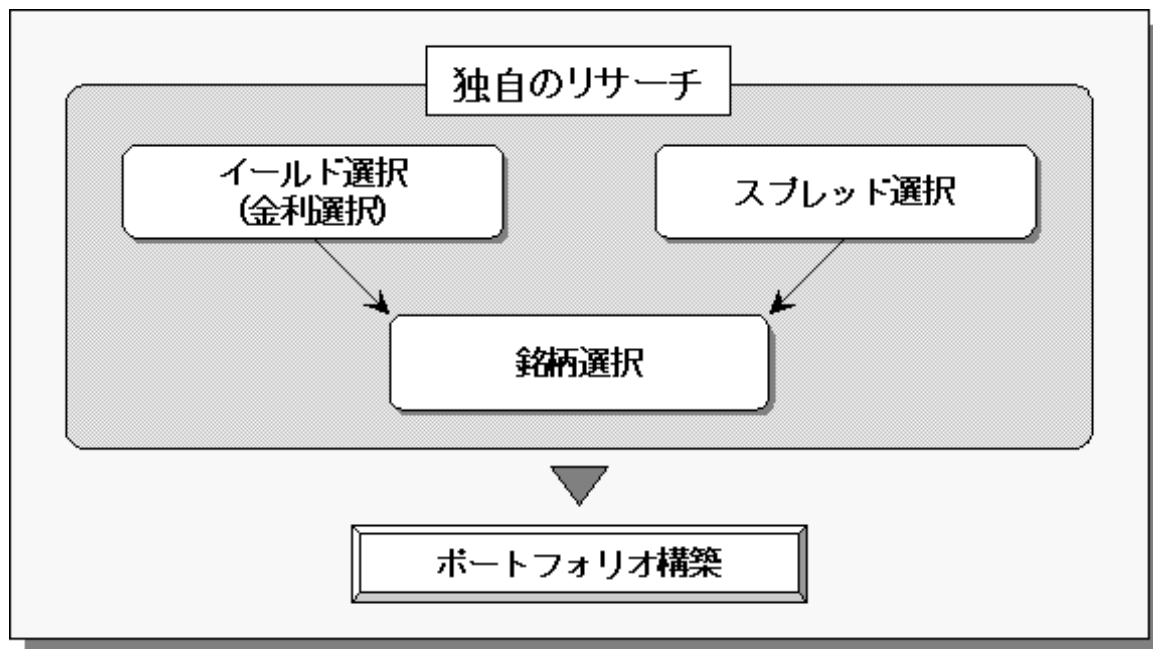 独自のリサーチ
イールド選択
(金利選択)
スプレッド選択
銘柄選択
ポートフォリオ構築